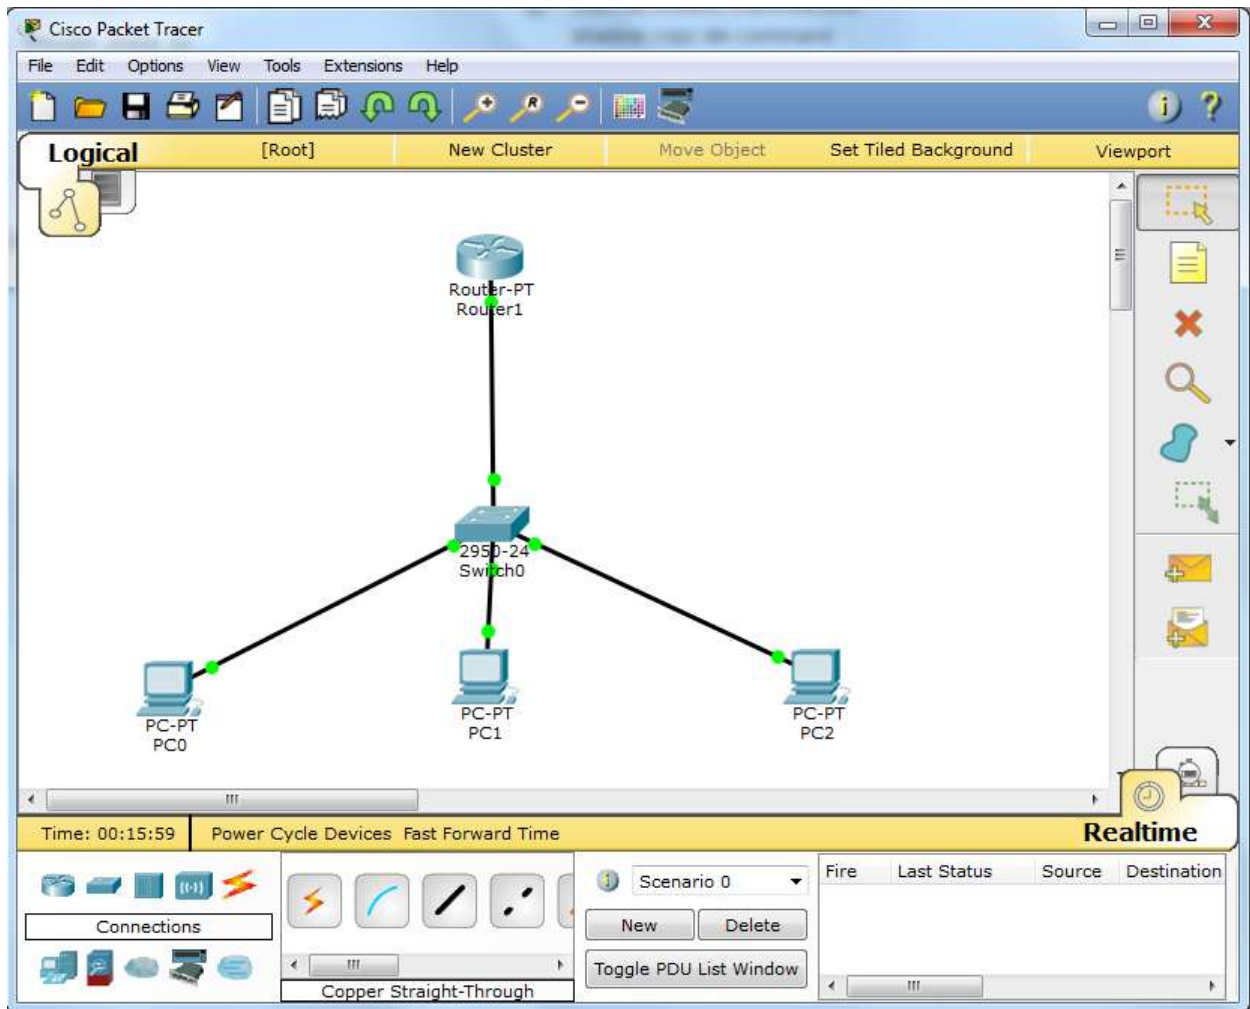 Cisco Packet Tracer
File Edit Options View Tools Extensions Help
Logical [Root] New Cluster Move Object Set Tiled Background Viewport
Router-PT
Router1
2950-24
Switch0
PC-PT
PC0
PC-PT
PC1
PC-PT
PC2
Time: 00:15:59 Power Cycle Devices Fast Forward Time Realtime
Connections
Copper Straight-Through
Scenario 0
New Delete
Toggle PDU List Window
Fire Last Status Source Destination